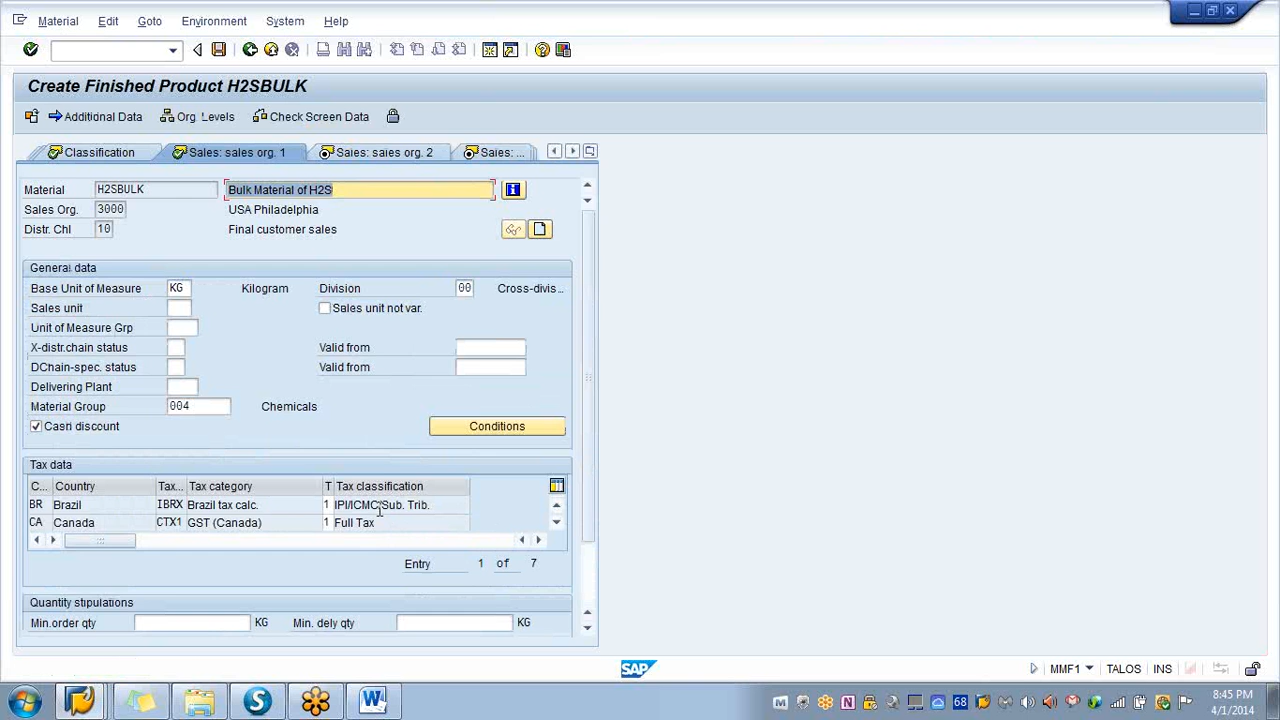 Material Edit Goto Environment System Help
Create Finished Product H2SBULK
Additional Data Org. Levels Check Screen Data
Classification Sales: sales org. 1 Sales: sales org. 2 Sales: ...
Material H2SBULK Bulk Material of H2S
Sales Org. 3000 USA Philadelphia
Distr. Chl 10 Final customer sales
General data
Base Unit of Measure KG Kilogram Division 00 Cross-divis...
Sales unit Sales unit not var.
Unit of Measure Grp
X-distr.chain status Valid from
DChain-spec. status Valid from
Delivering Plant
Material Group 004 Chemicals
Cash discount Conditions
Tax data
C... Country Tax... Tax category T Tax classification
BR Brazil IBRX Brazil tax calc. 1 IPI/ICMC/Sub. Trib.
CA Canada CTX1 GST (Canada) 1 Full Tax
Entry 1 of 7
Quantity stipulations
Min.order qty KG Min. dely qty KG
SAP MMF1 TALOS INS
S N 68 8:45 PM
W M 4/1/2014